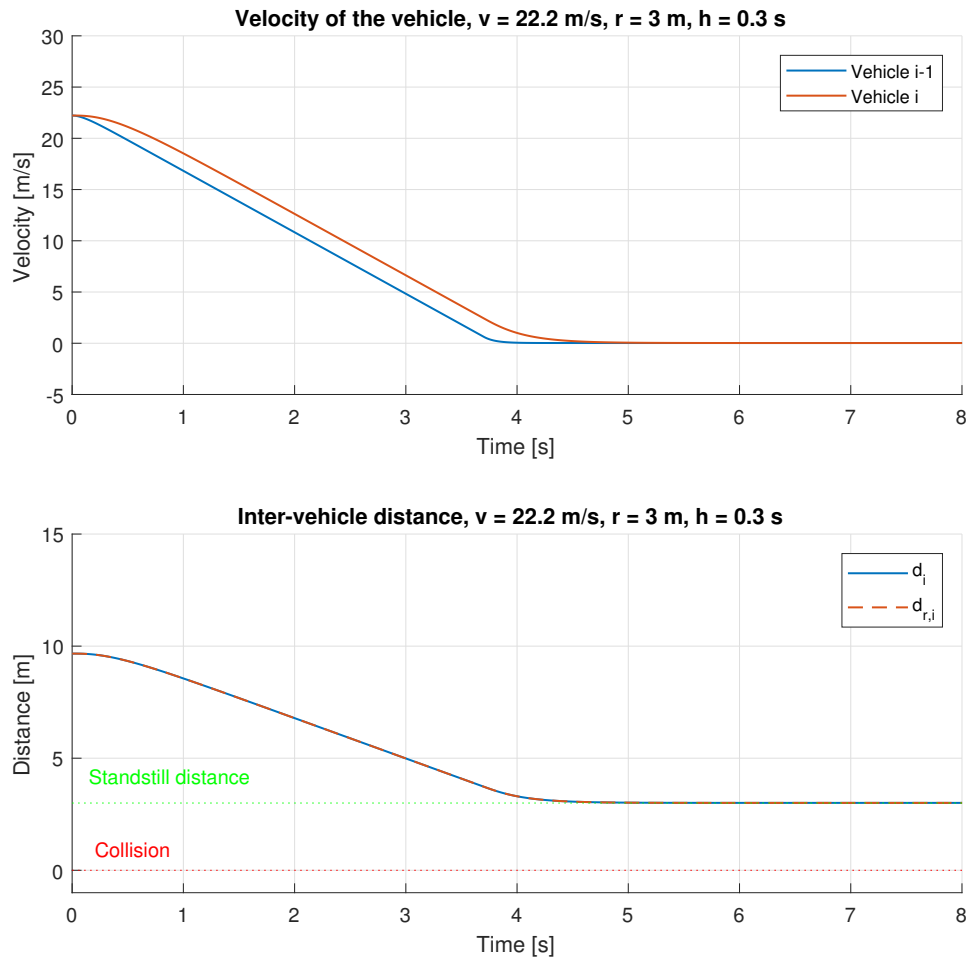 Velocity of the vehicle, v = 22.2 m/s, r = 3 m, h = 0.3 s
30
25
20
15
10
5
0
-5
Velocity [m/s]
Vehicle i-1
Vehicle i
0 1 2 3 4 5 6 7 8
Time [s]
Inter-vehicle distance, v = 22.2 m/s, r = 3 m, h = 0.3 s
15
10
5
0
Distance [m]
d_i
d_{r,i}
Standstill distance
Collision
0 1 2 3 4 5 6 7 8
Time [s]